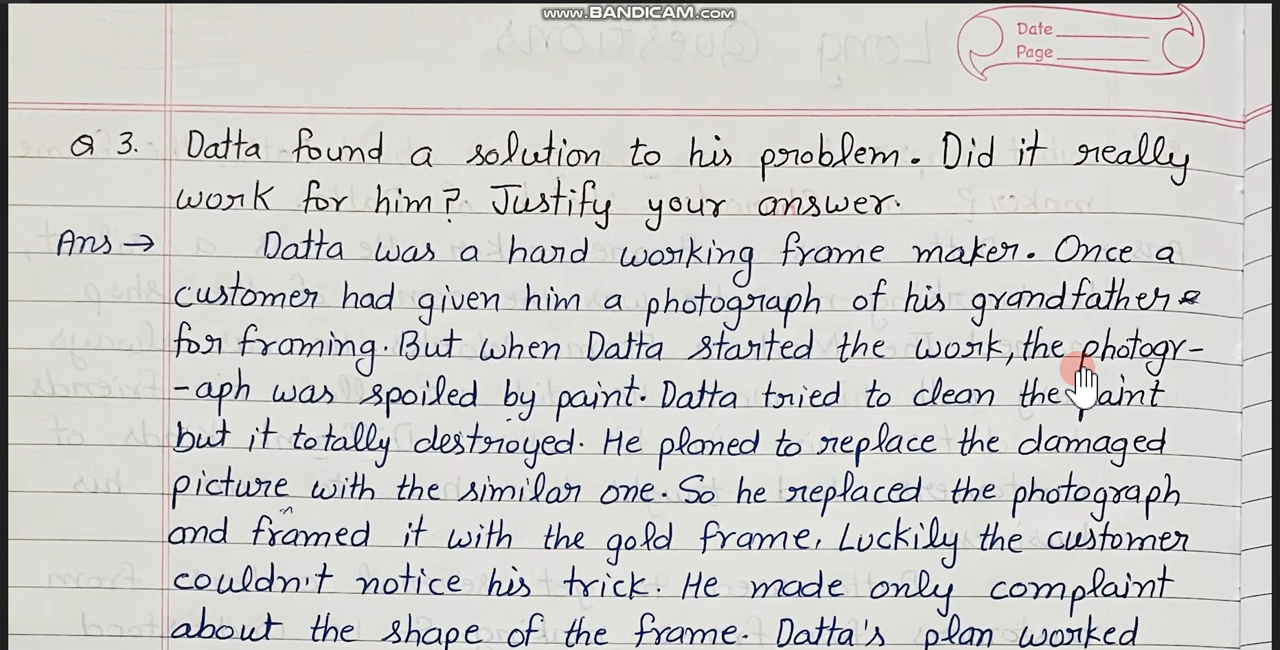 www.BANDICAM.com
Date
Page
Q 3. Datta found a solution to his problem. Did it really
work for him? Justify your answer.
Ans → Datta was a hard working frame maker. Once a
customer had given him a photograph of his grandfather
for framing. But when Datta started the work, the photogr-
-aph was spoiled by paint. Datta tried to clean the paint
but it totally destroyed. He planed to replace the damaged
picture with the similar one. So he replaced the photograph
and framed it with the gold frame. Luckily the customer
couldn't notice his trick. He made only complaint
about the shape of the frame. Datta's plan worked